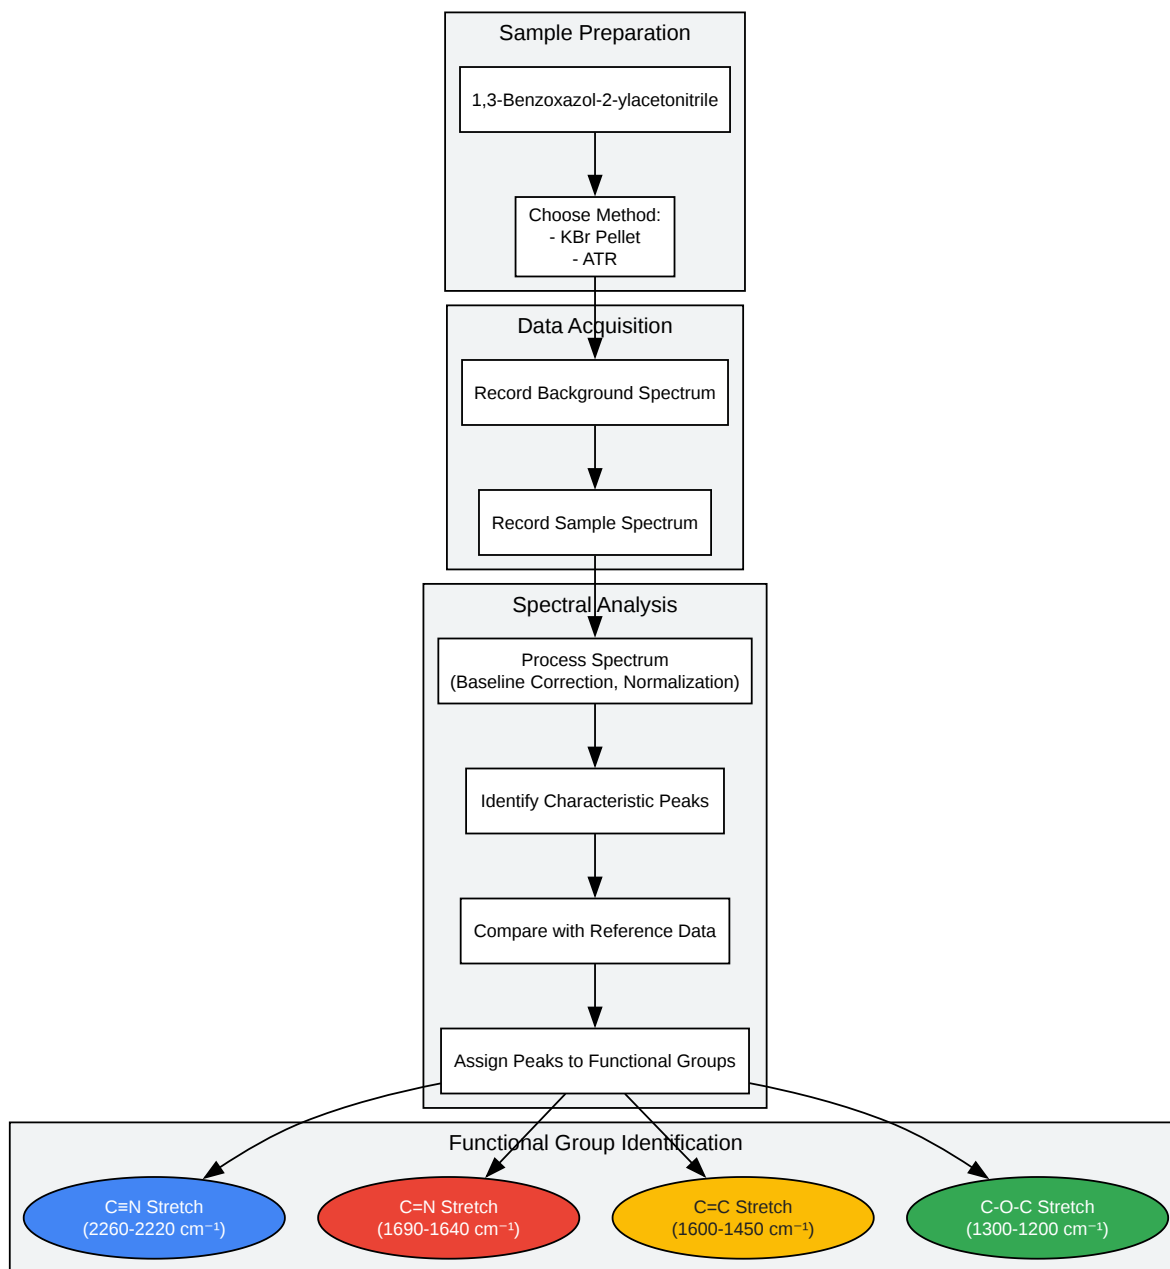 Sample Preparation
1,3-Benzoxazol-2-ylacetonitrile
Choose Method:
- KBr Pellet
- ATR
Data Acquisition
Record Background Spectrum
Record Sample Spectrum
Spectral Analysis
Process Spectrum
(Baseline Correction, Normalization)
Identify Characteristic Peaks
Compare with Reference Data
Assign Peaks to Functional Groups
Functional Group Identification
C≡N Stretch
(2260-2220 cm⁻¹)
C=N Stretch
(1690-1640 cm⁻¹)
C=C Stretch
(1600-1450 cm⁻¹)
C-O-C Stretch
(1300-1200 cm⁻¹)